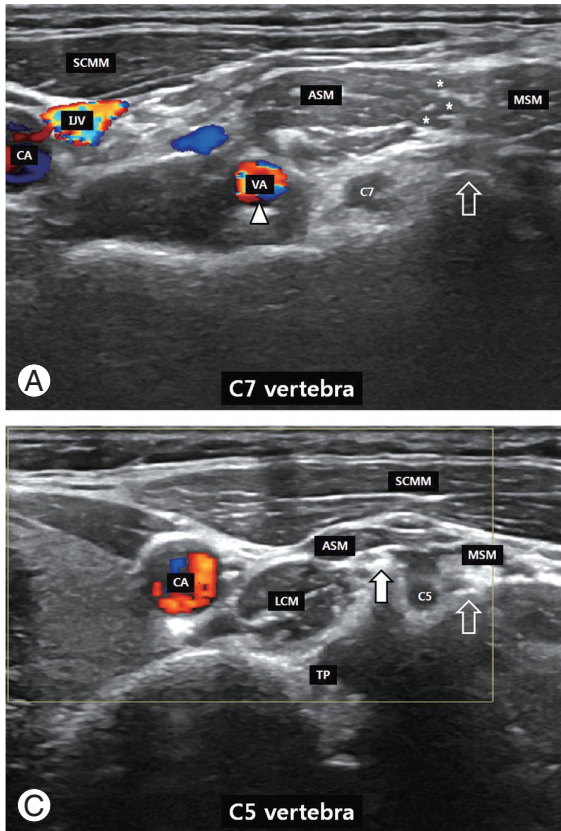 SCMM
IJV
CA
ASM
MSM
*
*
*
VA
C7
A
C7 vertebra
SCMM
ASM
MSM
CA
LCM
C5
TP
C
C5 vertebra